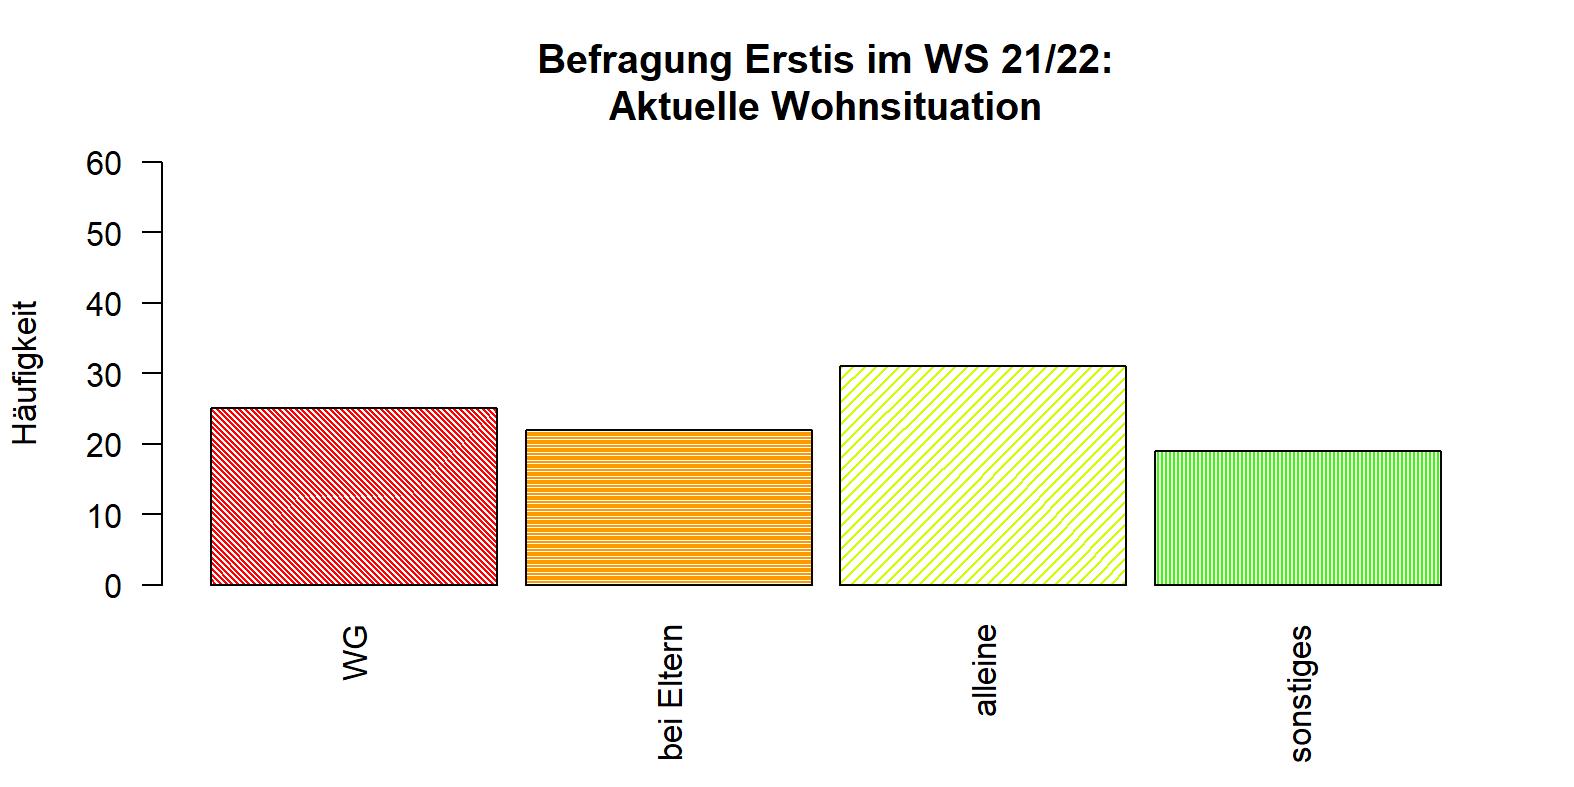 Befragung Erstis im WS 21/22:
Aktuelle Wohnsituation
Häufigkeit
60
50
40
30
20
10
0
WG
bei Eltern
alleine
sonstiges